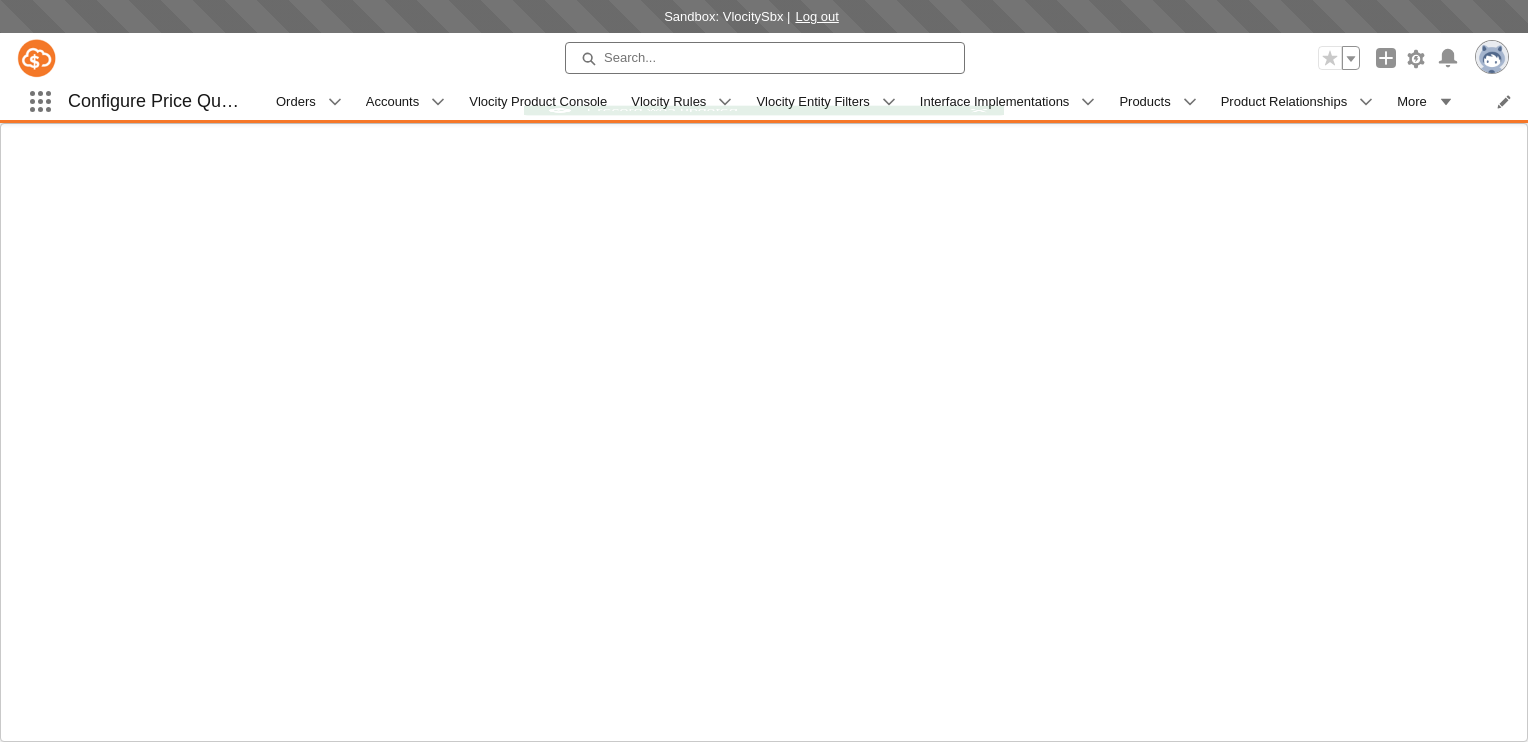 Sandbox: VlocitySbx | Log out
Search...
Configure Price Qu… Orders Accounts Vlocity Product Console Vlocity Rules Vlocity Entity Filters Interface Implementations Products Product Relationships More